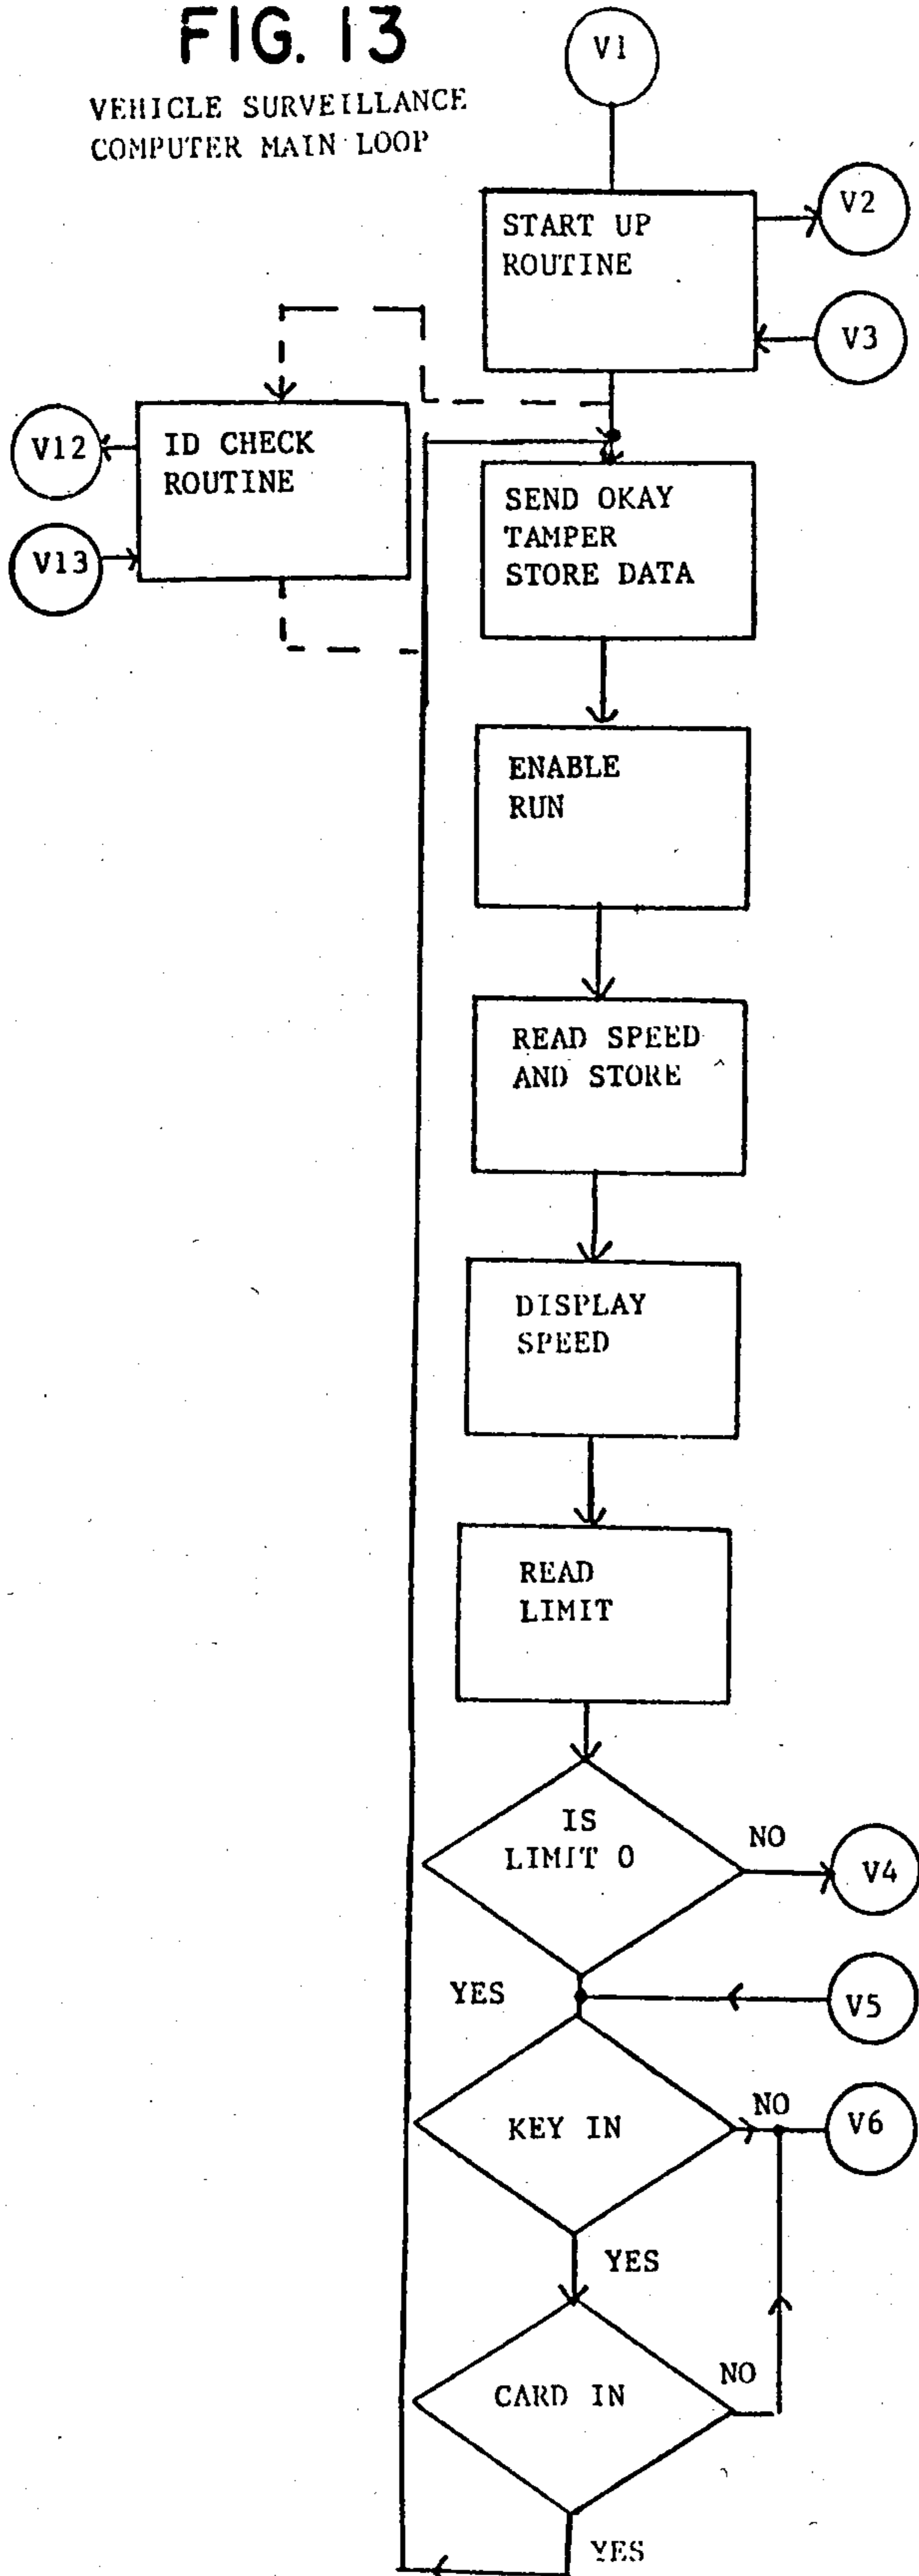 FIG. 13
VEHICLE SURVEILLANCE
COMPUTER MAIN LOOP
V1
START UP
ROUTINE
V2
V3
ID CHECK
ROUTINE
V12
V13
SEND OKAY
TAMPER
STORE DATA
ENABLE
RUN
READ SPEED
AND STORE
DISPLAY
SPEED
READ
LIMIT
IS
LIMIT 0
NO
V4
YES
V5
KEY IN
NO
V6
YES
CARD IN
NO
YES